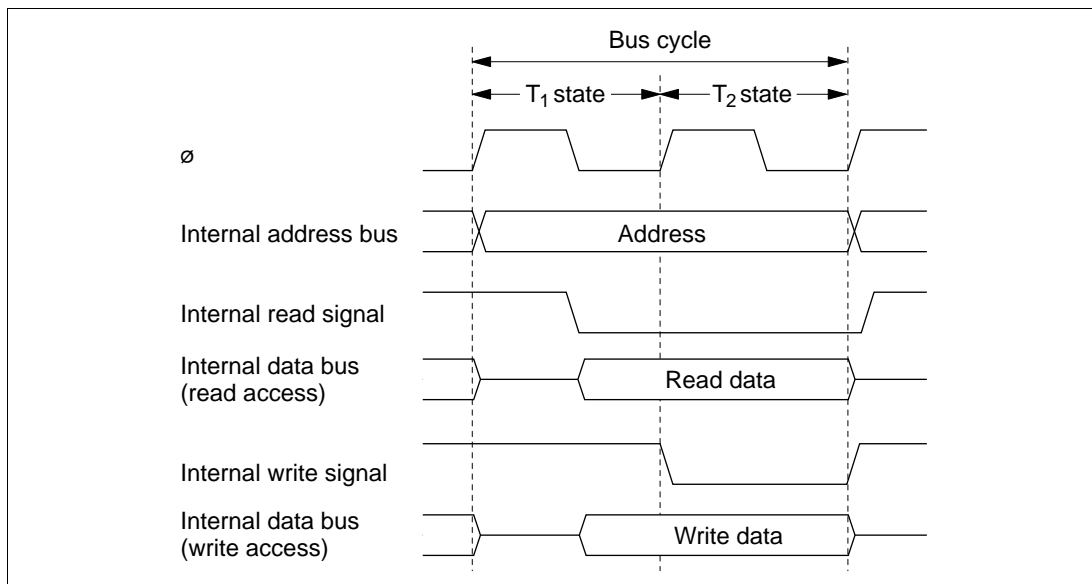 Bus cycle
T1 state
T2 state
ø
Internal address bus
Address
Internal read signal
Internal data bus
(read access)
Read data
Internal write signal
Internal data bus
(write access)
Write data